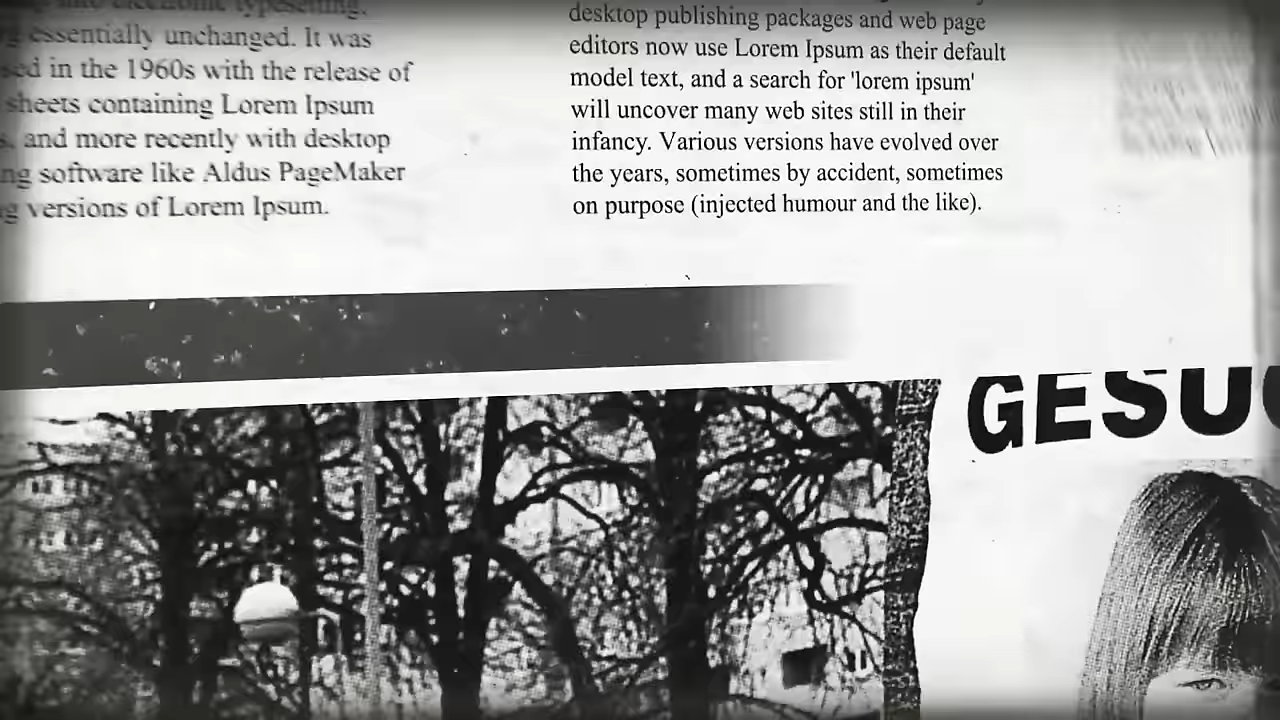 into electronic typesetting,
essentially unchanged. It was
in the 1960s with the release of
sheets containing Lorem Ipsum
and more recently with desktop
software like Aldus PageMaker
versions of Lorem Ipsum.
desktop publishing packages and web page
editors now use Lorem Ipsum as their default
model text, and a search for 'lorem ipsum'
will uncover many web sites still in their
infancy. Various versions have evolved over
the years, sometimes by accident, sometimes
on purpose (injected humour and the like).